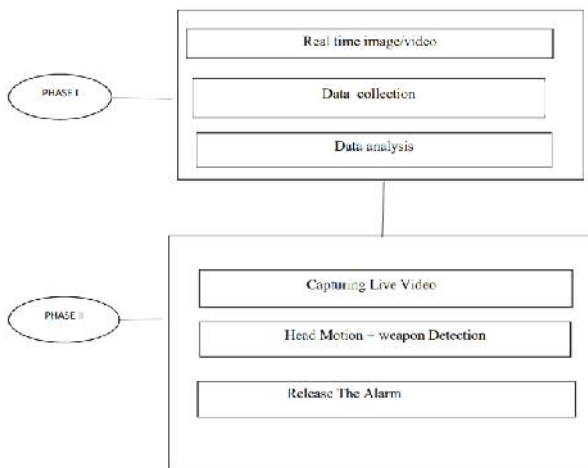 Real time image/video
PHASE I
Data collection
Data analysis
Capturing Live Video
PHASE II
Head Motion + weapon Detection
Release The Alarm